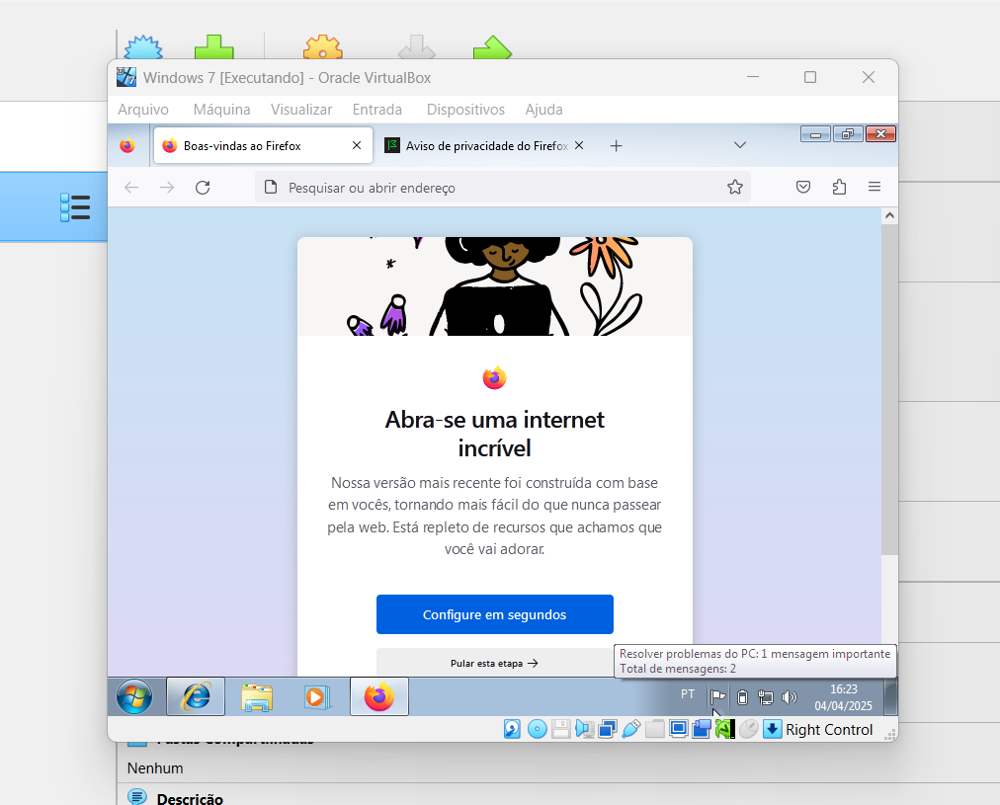 Windows 7 [Executando] - Oracle VirtualBox
Arquivo Máquina Visualizar Entrada Dispositivos Ajuda
Boas-vindas ao Firefox
Aviso de privacidade do Firefox
Pesquisar ou abrir endereço
Abra-se uma internet
incrível
Nossa versão mais recente foi construída com base
em vocês, tornando mais fácil do que nunca passear
pela web. Está repleto de recursos que achamos que
você vai adorar.
Configure em segundos
Pular esta etapa
Resolver problemas do PC: 1 mensagem importante
Total de mensagens: 2
PT
16:23
04/04/2025
Right Control
Pastas Compartilhadas
Nenhum
Descrição